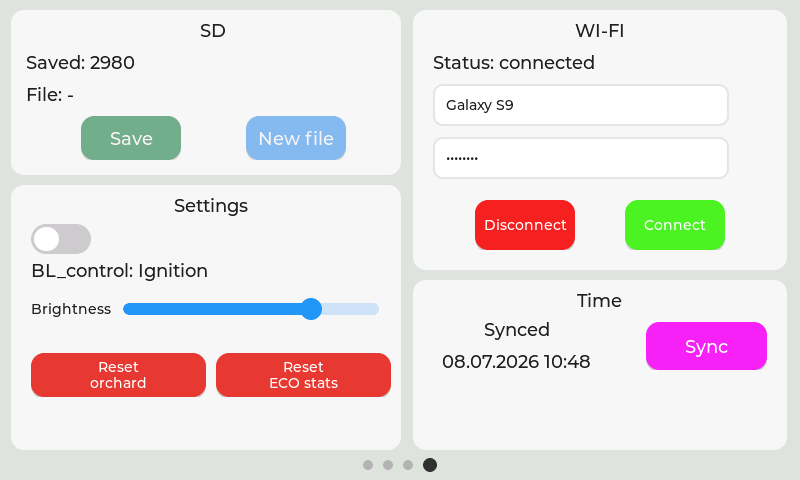 SD
Saved: 2980
File: -
Save
New file
Settings
BL_control: Ignition
Brightness
Reset
orchard
Reset
ECO stats
WI-FI
Status: connected
Galaxy S9
••••••••
Disconnect
Connect
Time
Synced
08.07.2026 10:48
Sync